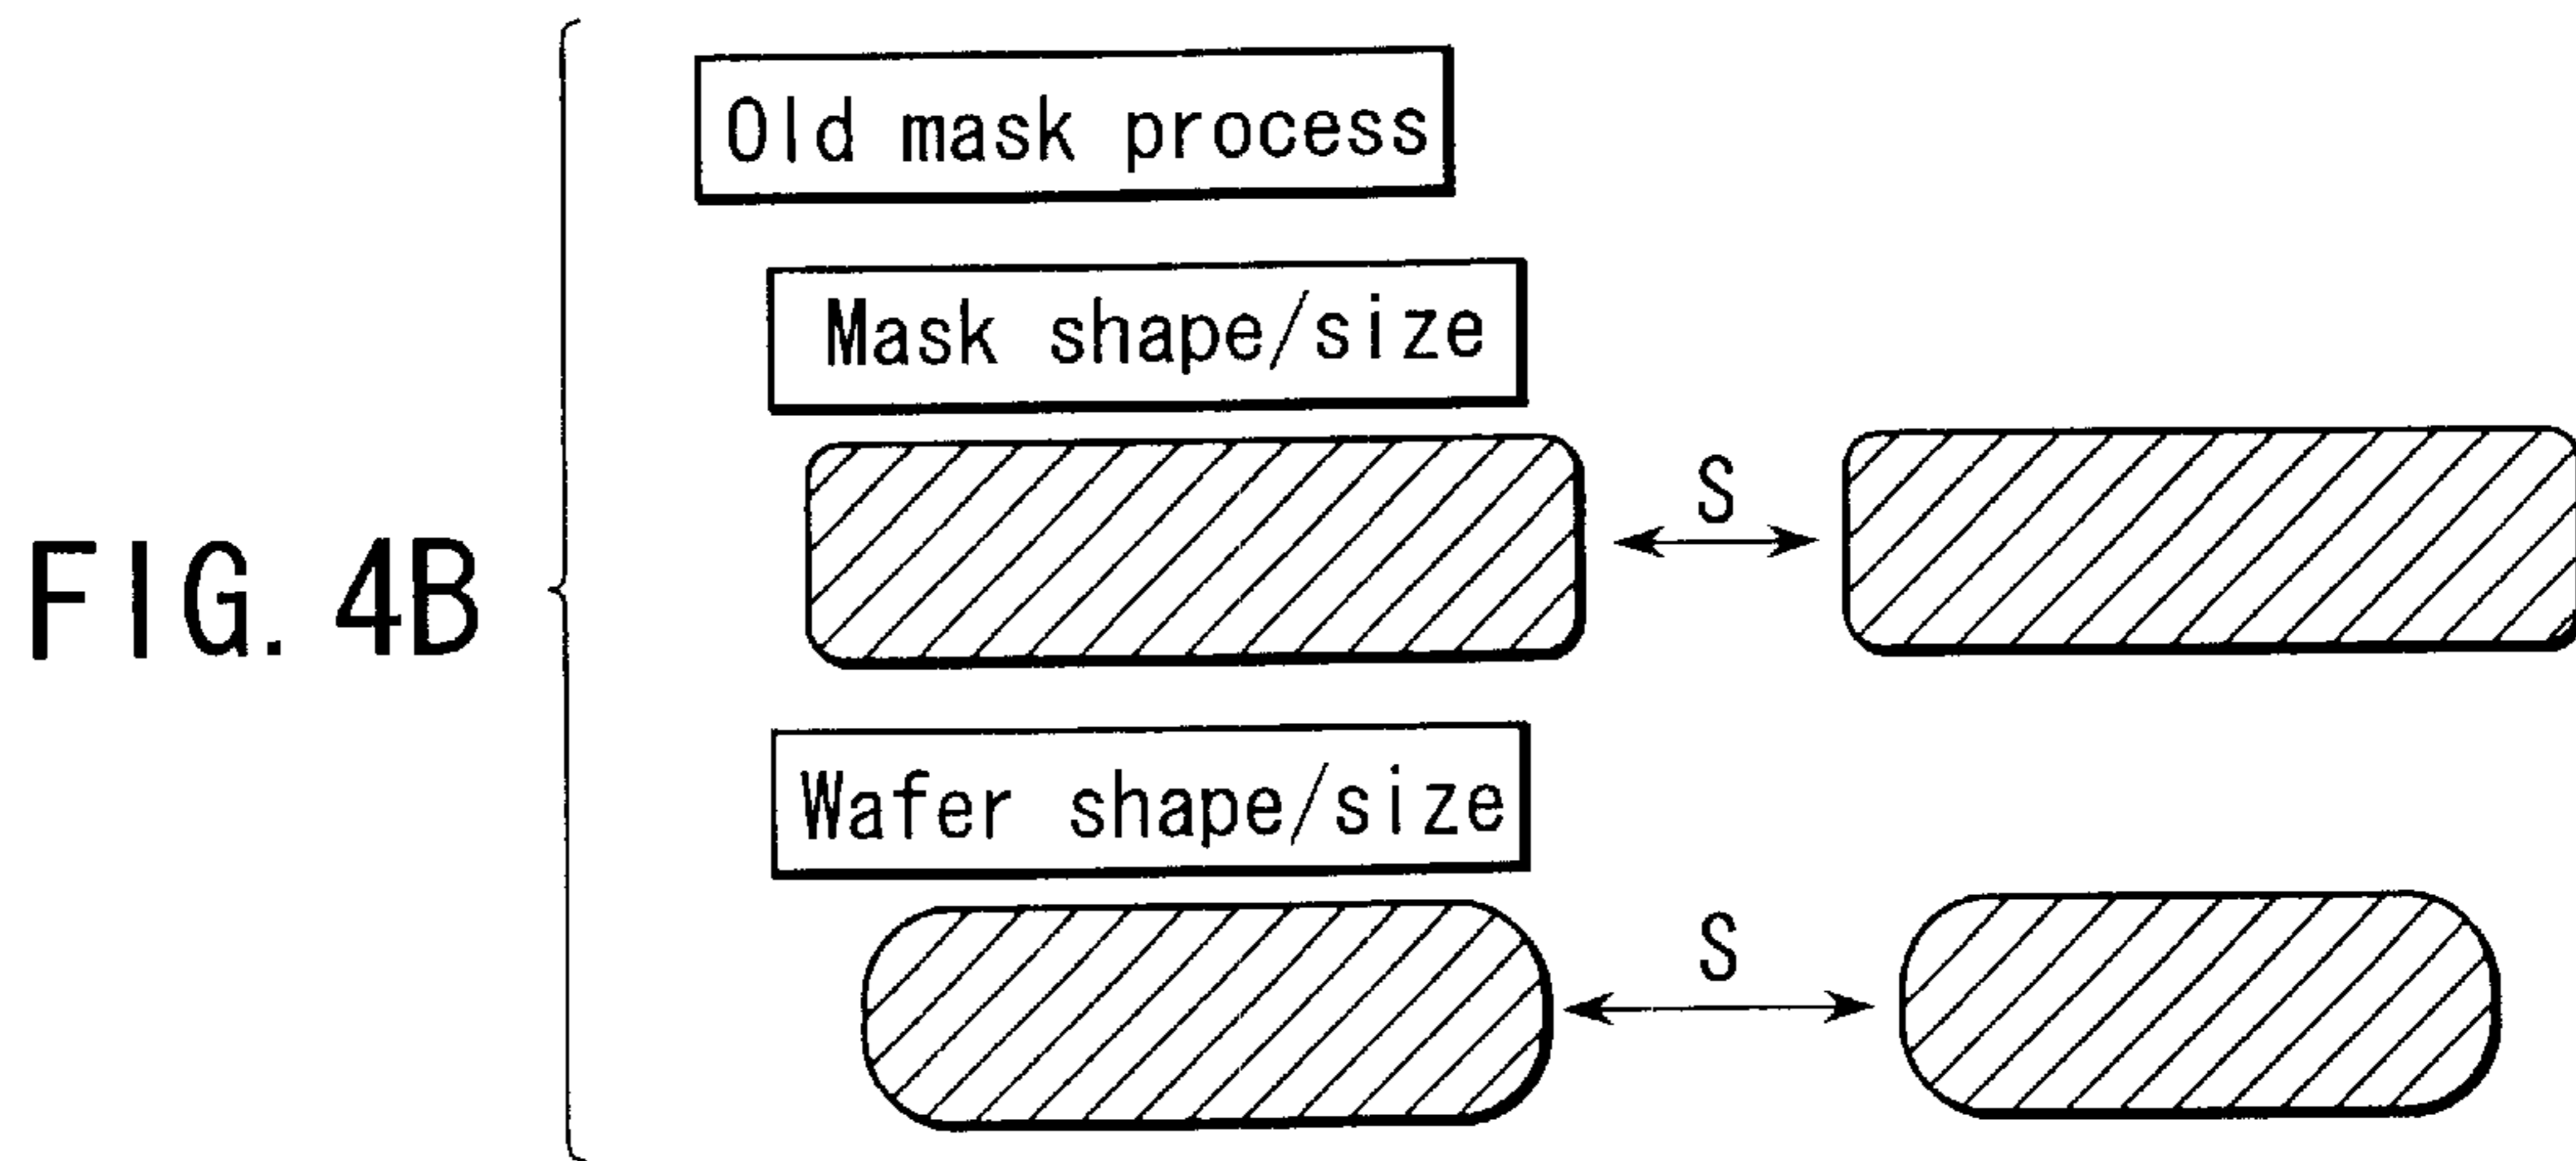 FIG. 4B
Old mask process
Mask shape/size
S
Wafer shape/size
S